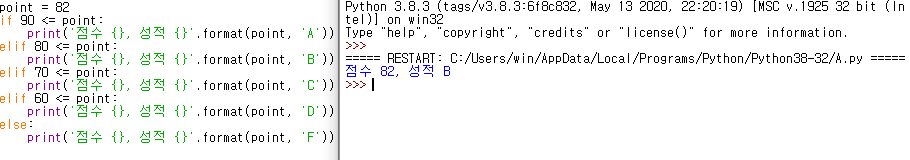 point = 82
if 90 <= point:
    print('점수 {}, 성적 {}'.format(point, 'A'))
elif 80 <= point:
    print('점수 {}, 성적 {}'.format(point, 'B'))
elif 70 <= point:
    print('점수 {}, 성적 {}'.format(point, 'C'))
elif 60 <= point:
    print('점수 {}, 성적 {}'.format(point, 'D'))
else:
    print('점수 {}, 성적 {}'.format(point, 'F'))
Python 3.8.3 (tags/v3.8.3:6f8c832, May 13 2020, 22:20:19) [MSC v.1925 32 bit (In
tel)] on win32
Type "help", "copyright", "credits" or "license()" for more information.
>>>
===== RESTART: C:/Users/win/AppData/Local/Programs/Python/Python38-32/A.py =====
점수 82, 성적 B
>>>